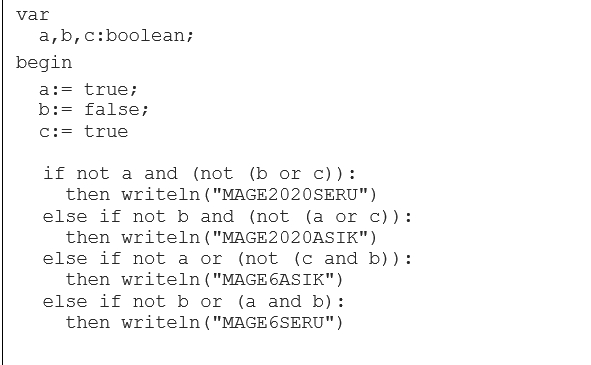 var
a,b,c:boolean;
begin
a:= true;
b:= false;
c:= true
if not a and (not (b or c)):
then writeln("MAGE2020SERU")
else if not b and (not (a or c)):
then writeln("MAGE2020ASIK")
else if not a or (not (c and b)):
then writeln("MAGE6ASIK")
else if not b or (a and b):
then writeln("MAGE6SERU")